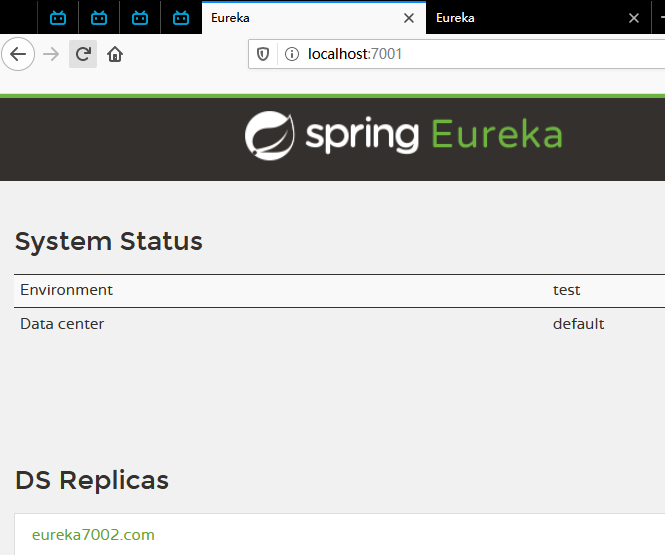 Eureka Eureka
localhost:7001
spring Eureka
System Status
Environment test
Data center default
DS Replicas
eureka7002.com